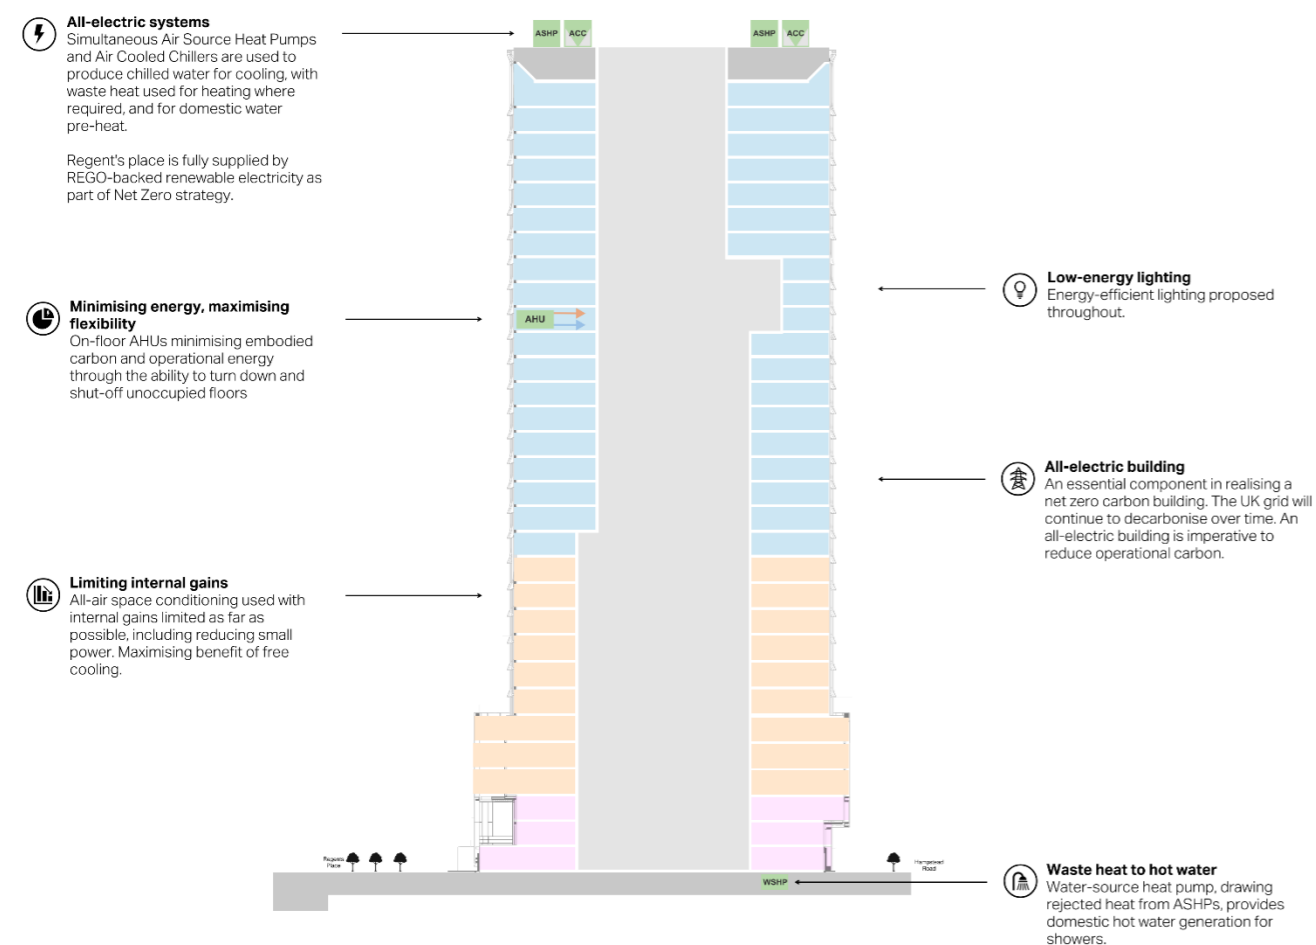 All-electric systems
Simultaneous Air Source Heat Pumps
and Air Cooled Chillers are used to
produce chilled water for cooling, with
waste heat used for heating where
required, and for domestic water
pre-heat.
Regent's place is fully supplied by
REGO-backed renewable electricity as
part of Net Zero strategy.
ASHP
ACC
ASHP
ACC
Minimising energy, maximising
flexibility
On-floor AHUs minimising embodied
carbon and operational energy
through the ability to turn down and
shut-off unoccupied floors
AHU
Low-energy lighting
Energy-efficient lighting proposed
throughout.
All-electric building
An essential component in realising a
net zero carbon building. The UK grid will
continue to decarbonise over time. An
all-electric building is imperative to
reduce operational carbon.
Limiting internal gains
All-air space conditioning used with
internal gains limited as far as
possible, including reducing small
power. Maximising benefit of free
cooling.
Regents
Place
Hampstead
Road
WSHP
Waste heat to hot water
Water-source heat pump, drawing
rejected heat from ASHPs, provides
domestic hot water generation for
showers.